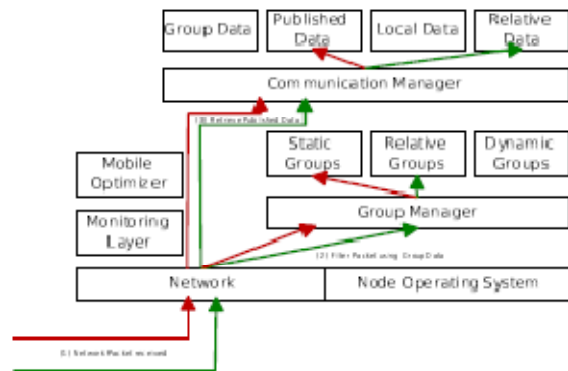 Group Data
Published
Data
Local Data
Relative
Data
Communication Manager
(3) Retrieve Published Data
Static
Groups
Relative
Groups
Dynamic
Groups
Mobile
Optimizer
Group Manager
Monitoring
Layer
(2) Filter Packet using Group Data
Network
Node Operating System
(1) Network Packet received